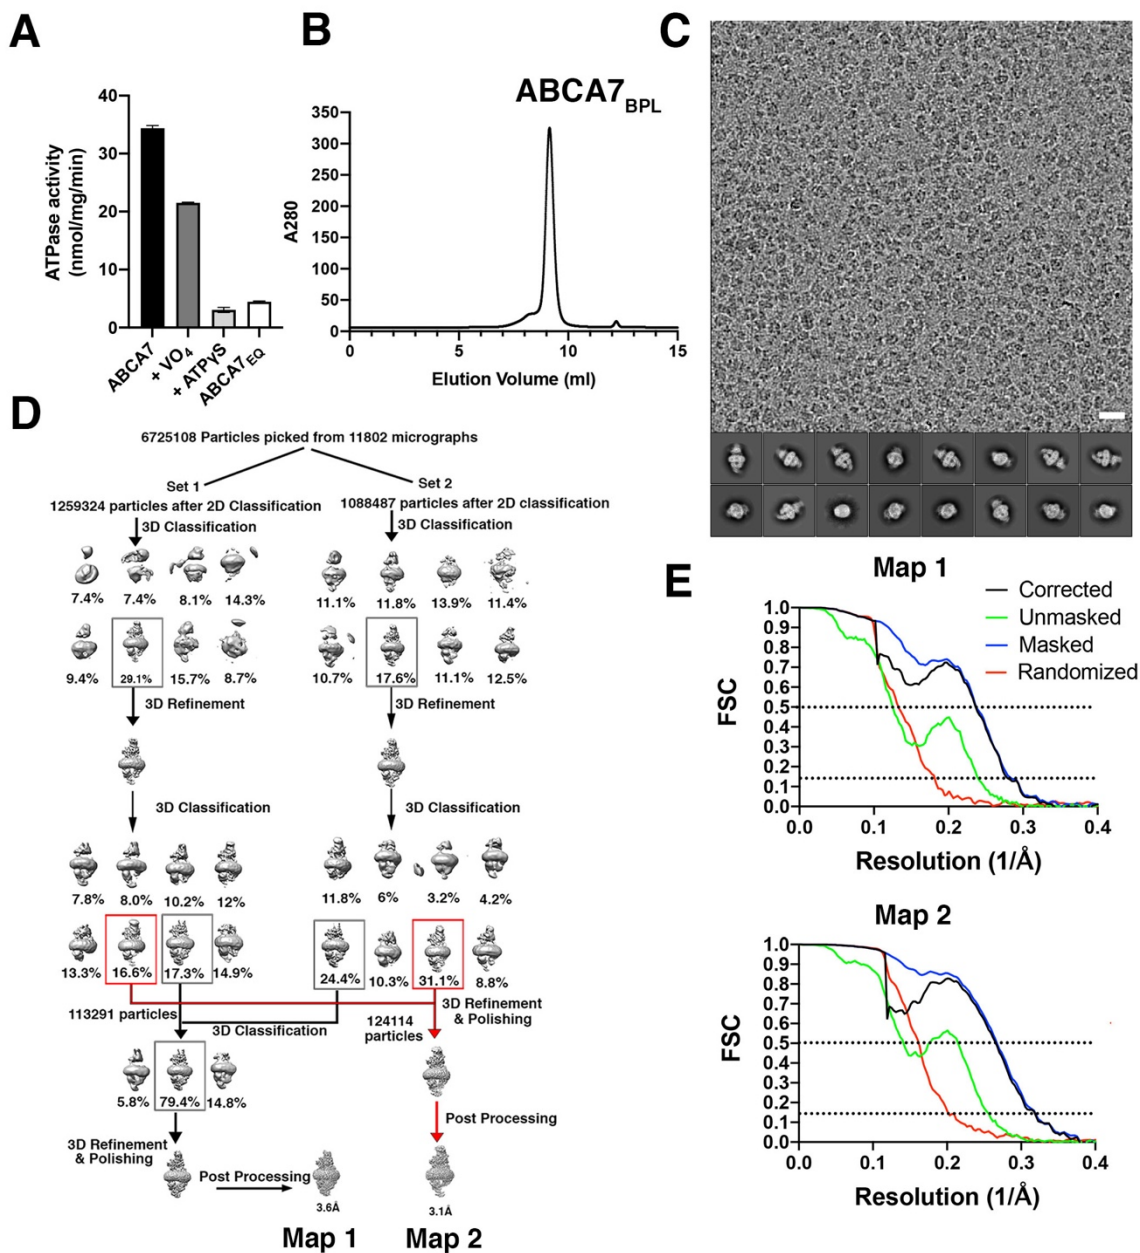 A
B
C
ATPase activity
(nmol/mg/min)
40
30
20
10
0
ABCA7
+ VO4
+ ATPγS
ABCA7EQ
ABCA7BPL
A280
350
300
250
200
150
100
50
0
0 5 10 15
Elution Volume (ml)
D
6725108 Particles picked from 11802 micrographs
Set 1
Set 2
1259324 particles after 2D Classification
1088487 particles after 2D classification
3D Classification
3D Classification
7.4% 7.4% 8.1% 14.3%
11.1% 11.8% 13.9% 11.4%
9.4% 29.1% 15.7% 8.7%
10.7% 17.6% 11.1% 12.5%
3D Refinement
3D Refinement
3D Classification
3D Classification
7.8% 8.0% 10.2% 12%
11.8% 6% 3.2% 4.2%
13.3% 16.6% 17.3% 14.9%
24.4% 10.3% 31.1% 8.8%
113291 particles
3D Classification
124114
particles
3D Refinement
& Polishing
5.8% 79.4% 14.8%
3D Refinement
& Polishing
Post Processing
Post Processing
3.6Å
3.1Å
Map 1
Map 2
E
Map 1
Corrected
Unmasked
Masked
Randomized
FSC
1.0
0.9
0.8
0.7
0.6
0.5
0.4
0.3
0.2
0.1
0.0
0.0 0.1 0.2 0.3 0.4
Resolution (1/Å)
Map 2
FSC
1.0
0.9
0.8
0.7
0.6
0.5
0.4
0.3
0.2
0.1
0.0
0.0 0.1 0.2 0.3 0.4
Resolution (1/Å)